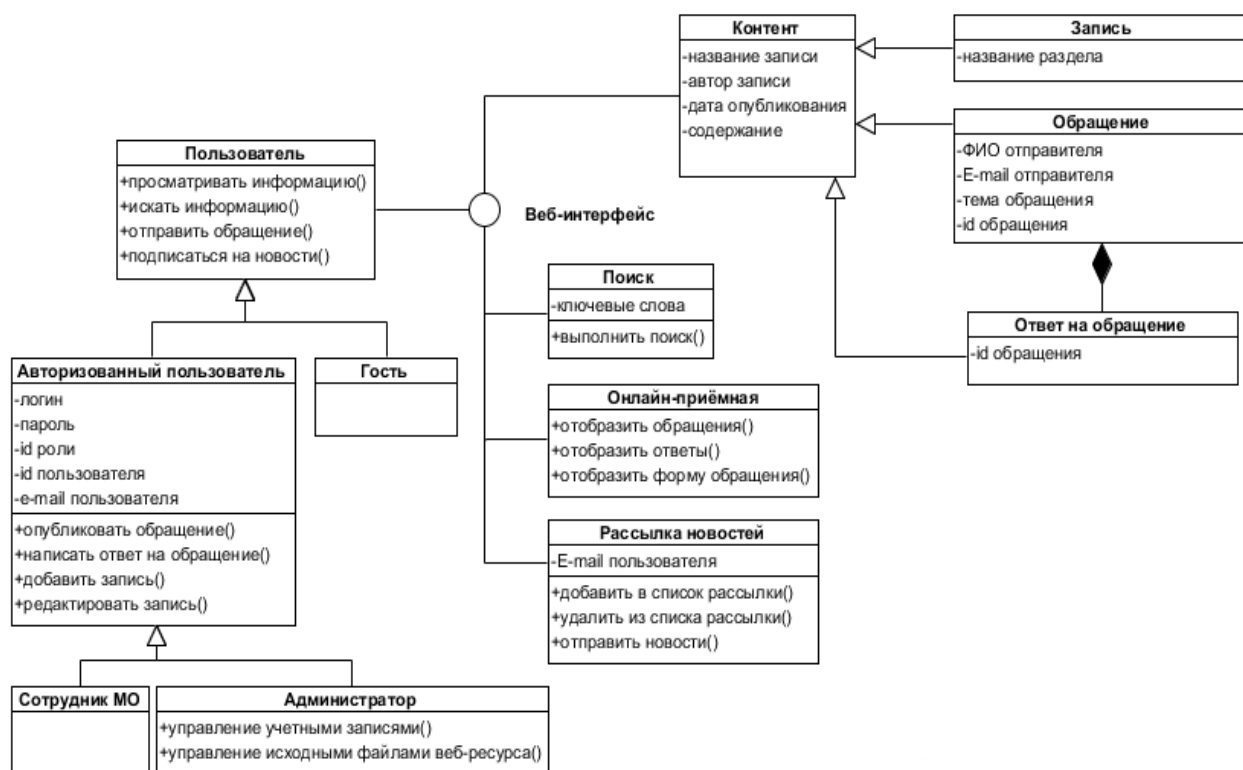 Контент
-название записи
-автор записи
-дата опубликования
-содержание
Запись
-название раздела
Обращение
-ФИО отправителя
-E-mail отправителя
-тема обращения
-id обращения
Пользователь
+просматривать информацию()
+искать информацию()
+отправить обращение()
+подписаться на новости()
Веб-интерфейс
Поиск
-ключевые слова
+выполнить поиск()
Ответ на обращение
-id обращения
Авторизованный пользователь
-логин
-пароль
-id роли
-id пользователя
-e-mail пользователя
+опубликовать обращение()
+написать ответ на обращение()
+добавить запись()
+редактировать запись()
Гость
Онлайн-приёмная
+отобразить обращения()
+отобразить ответы()
+отобразить форму обращения()
Рассылка новостей
-E-mail пользователя
+добавить в список рассылки()
+удалить из списка рассылки()
+отправить новости()
Сотрудник МО
Администратор
+управление учетными записями()
+управление исходными файлами веб-ресурса()